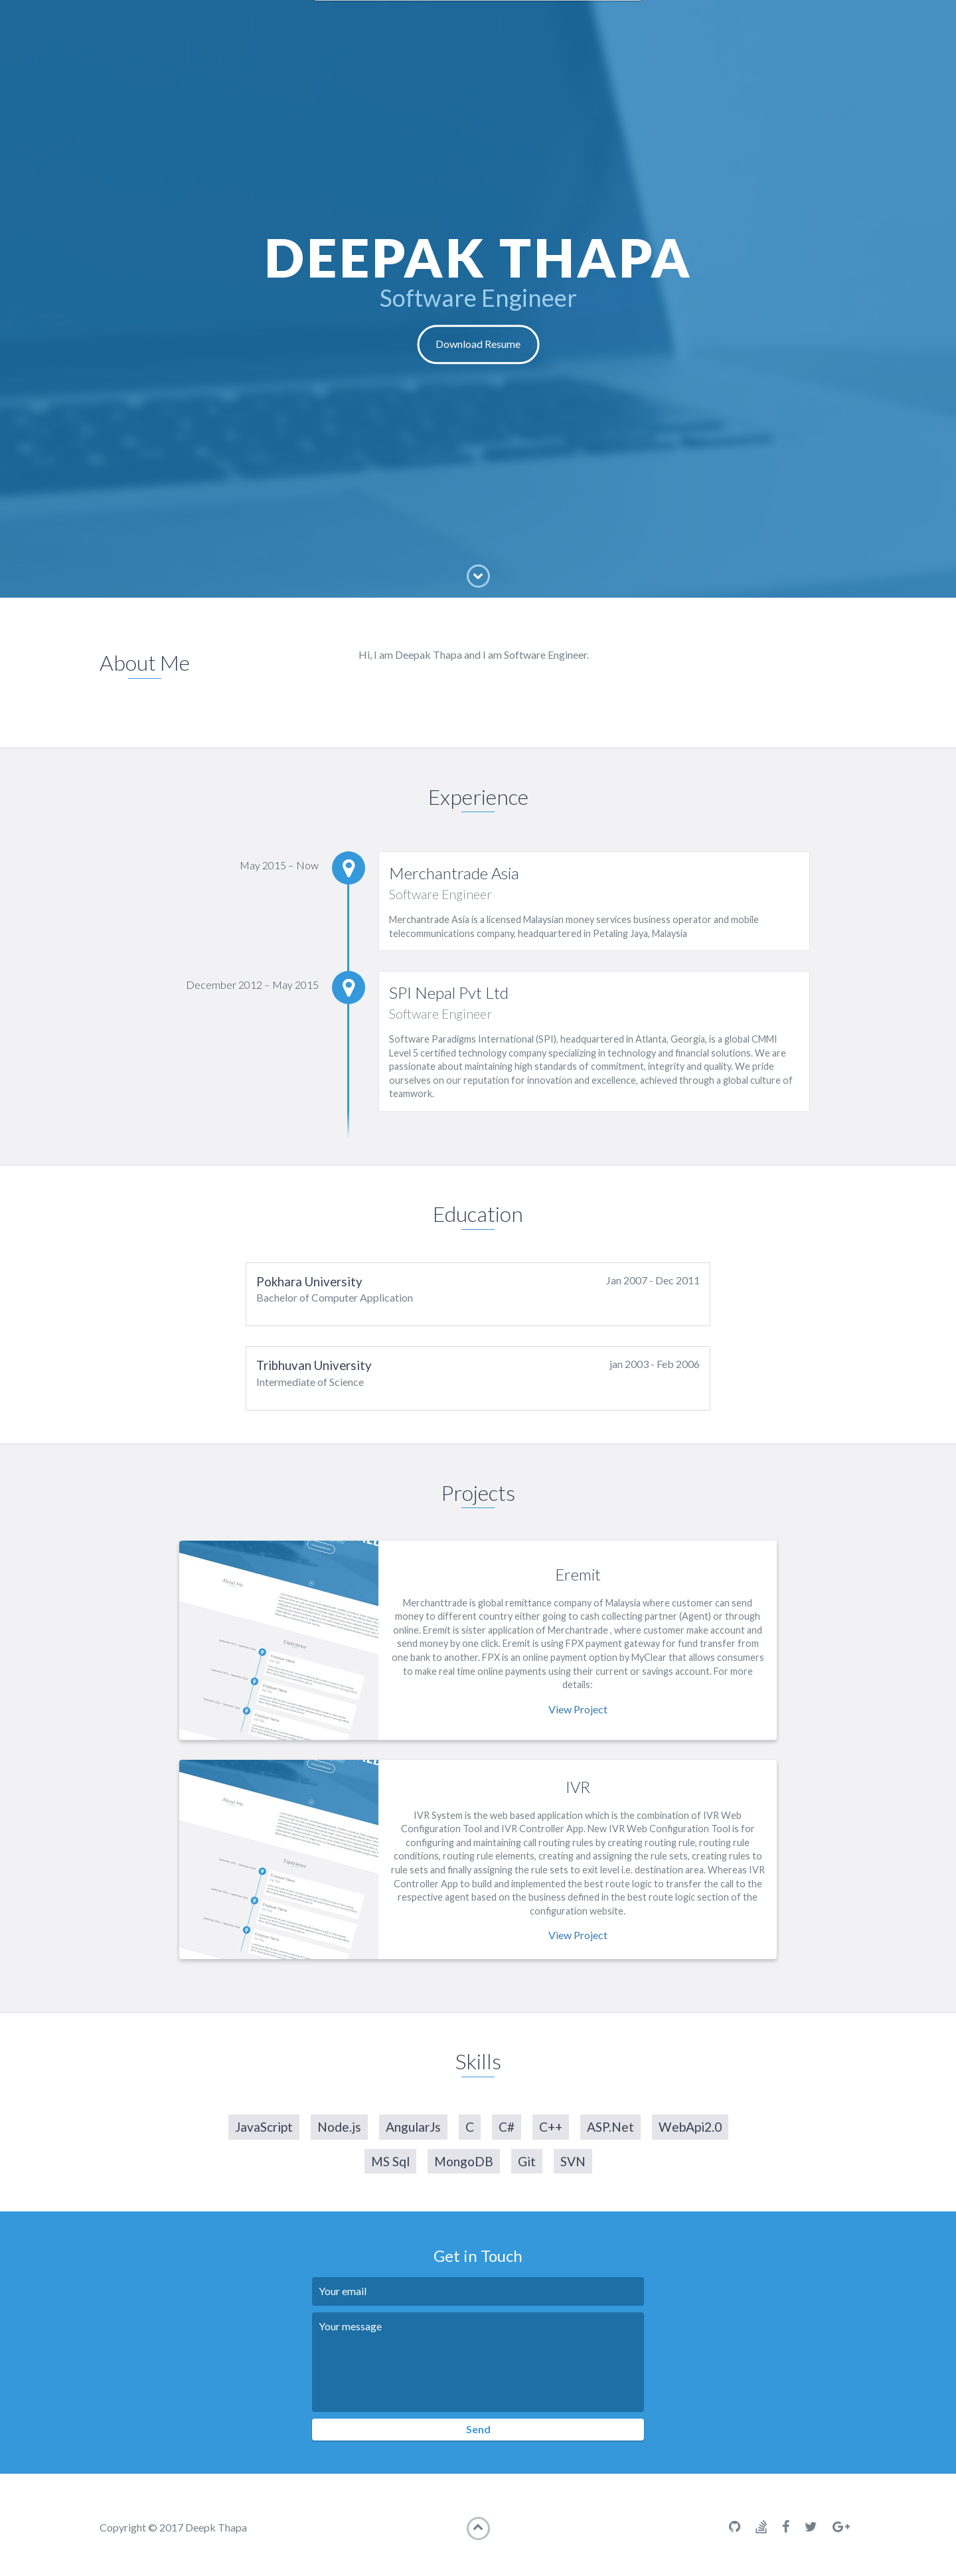 DEEPAK THAPA
Software Engineer
Download Resume
About Me
Hi, I am Deepak Thapa and I am Software Engineer.
Experience
May 2015 – Now
Merchantrade Asia
Software Engineer
Merchantrade Asia is a licensed Malaysian money services business operator and mobile
telecommunications company, headquartered in Petaling Jaya, Malaysia
December 2012 – May 2015
SPI Nepal Pvt Ltd
Software Engineer
Software Paradigms International (SPI), headquartered in Atlanta, Georgia, is a global CMMI
Level 5 certified technology company specializing in technology and financial solutions. We are
passionate about maintaining high standards of commitment, integrity and quality. We pride
ourselves on our reputation for innovation and excellence, achieved through a global culture of
teamwork.
Education
Pokhara University
Jan 2007 - Dec 2011
Bachelor of Computer Application
Tribhuvan University
jan 2003 - Feb 2006
Intermediate of Science
Projects
About Me
Experience
Eremit
Merchanttrade is global remittance company of Malaysia where customer can send
money to different country either going to cash collecting partner (Agent) or through
online. Eremit is sister application of Merchantrade , where customer make account and
send money by one click. Eremit is using FPX payment gateway for fund transfer from
one bank to another. FPX is an online payment option by MyClear that allows consumers
to make real time online payments using their current or savings account. For more
details:
View Project
About Me
Experience
IVR
IVR System is the web based application which is the combination of IVR Web
Configuration Tool and IVR Controller App. New IVR Web Configuration Tool is for
configuring and maintaining call routing rules by creating routing rule, routing rule
conditions, routing rule elements, creating and assigning the rule sets, creating rules to
rule sets and finally assigning the rule sets to exit level i.e. destination area. Whereas IVR
Controller App to build and implemented the best route logic to transfer the call to the
respective agent based on the business defined in the best route logic section of the
configuration website.
View Project
Skills
JavaScript Node.js AngularJs C C# C++ ASP.Net WebApi2.0
MS Sql MongoDB Git SVN
Get in Touch
Your email
Your message
Send
Copyright © 2017 Deepk Thapa